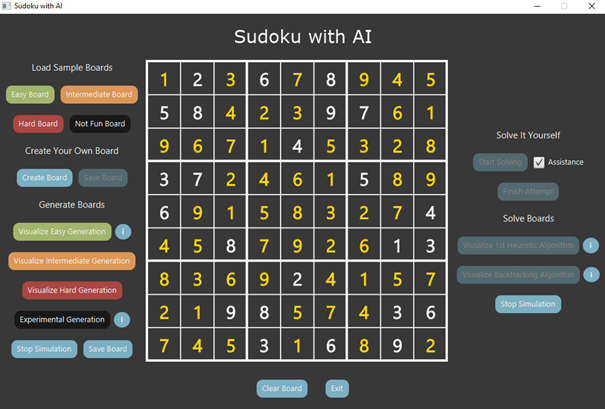 Sudoku with AI
Sudoku with AI
Load Sample Boards
Easy Board Intermediate Board
Hard Board Not Fun Board
Create Your Own Board
Create Board Save Board
Generate Boards
Visualize Easy Generation i
Visualize Intermediate Generation
Visualize Hard Generation
Experimental Generation i
Stop Simulation Save Board
1 2 3 6 7 8 9 4 5
5 8 4 2 3 9 7 6 1
9 6 7 1 4 5 3 2 8
3 7 2 4 6 1 5 8 9
6 9 1 5 8 3 2 7 4
4 5 8 7 9 2 6 1 3
8 3 6 9 2 4 1 5 7
2 1 9 8 5 7 4 3 6
7 4 5 3 1 6 8 9 2
Clear Board Exit
Solve It Yourself
Start Solving Assistance
Finish Attempt
Solve Boards
Viusalize 1st Heuristic Algorithm i
Viusalize Backtracking Algorithm i
Stop Simulation